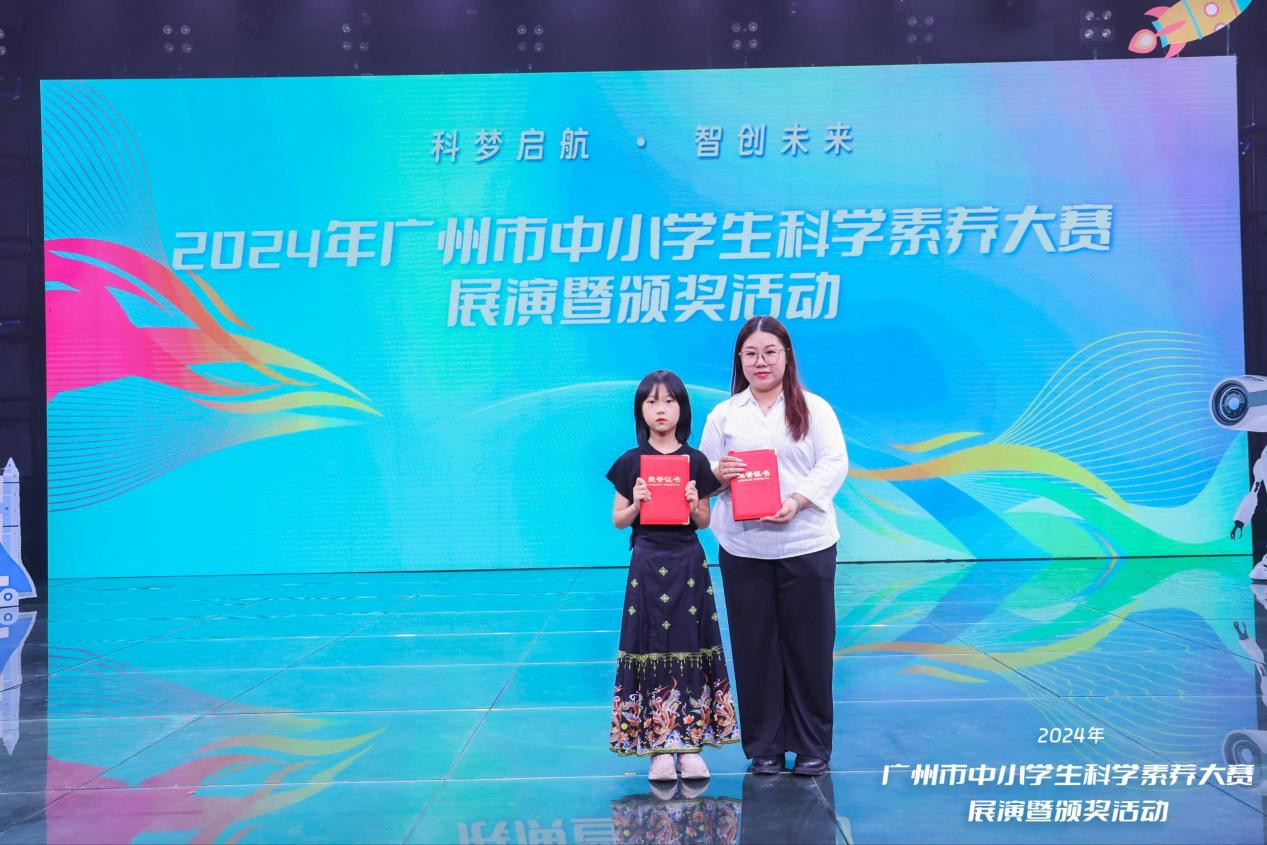 科梦启航 · 智创未来
2024年广州市中小学生科学素养大赛
展演暨颁奖活动
荣誉证书
荣誉证书
2024年
广州市中小学生科学素养大赛
展演暨颁奖活动